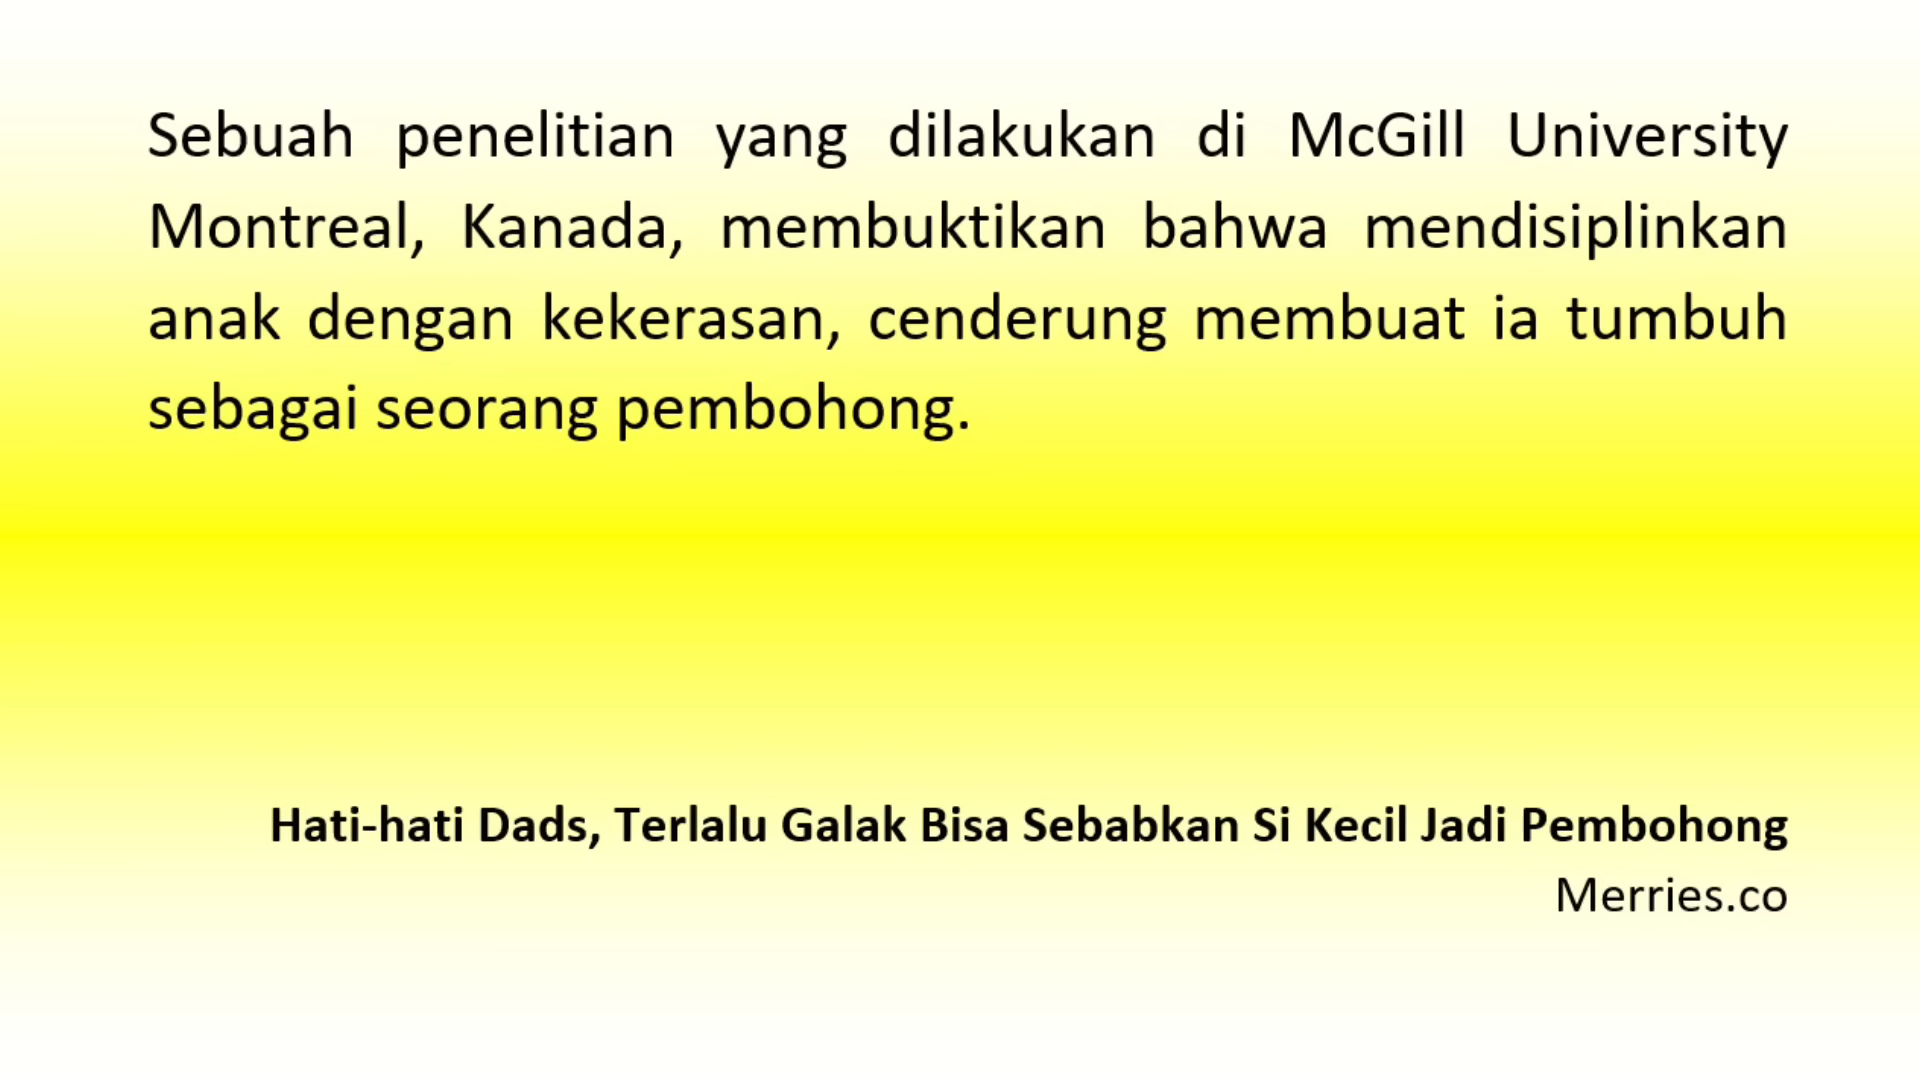 Sebuah penelitian yang dilakukan di McGill University
Montreal, Kanada, membuktikan bahwa mendisiplinkan
anak dengan kekerasan, cenderung membuat ia tumbuh
sebagai seorang pembohong.
Hati-hati Dads, Terlalu Galak Bisa Sebabkan Si Kecil Jadi Pembohong
Merries.co